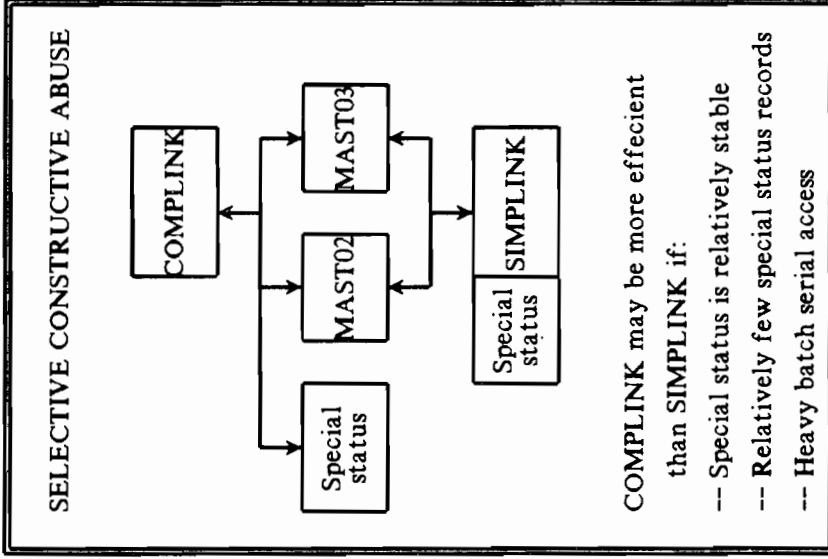 SELECTIVE CONSTRUCTIVE ABUSE
COMPLINK
Special
status
MAST02
MAST03
Special
status
SIMPLINK
COMPLINK may be more effecient
than SIMPLINK if:
-- Special status is relatively stable
-- Relatively few special status records
-- Heavy batch serial access